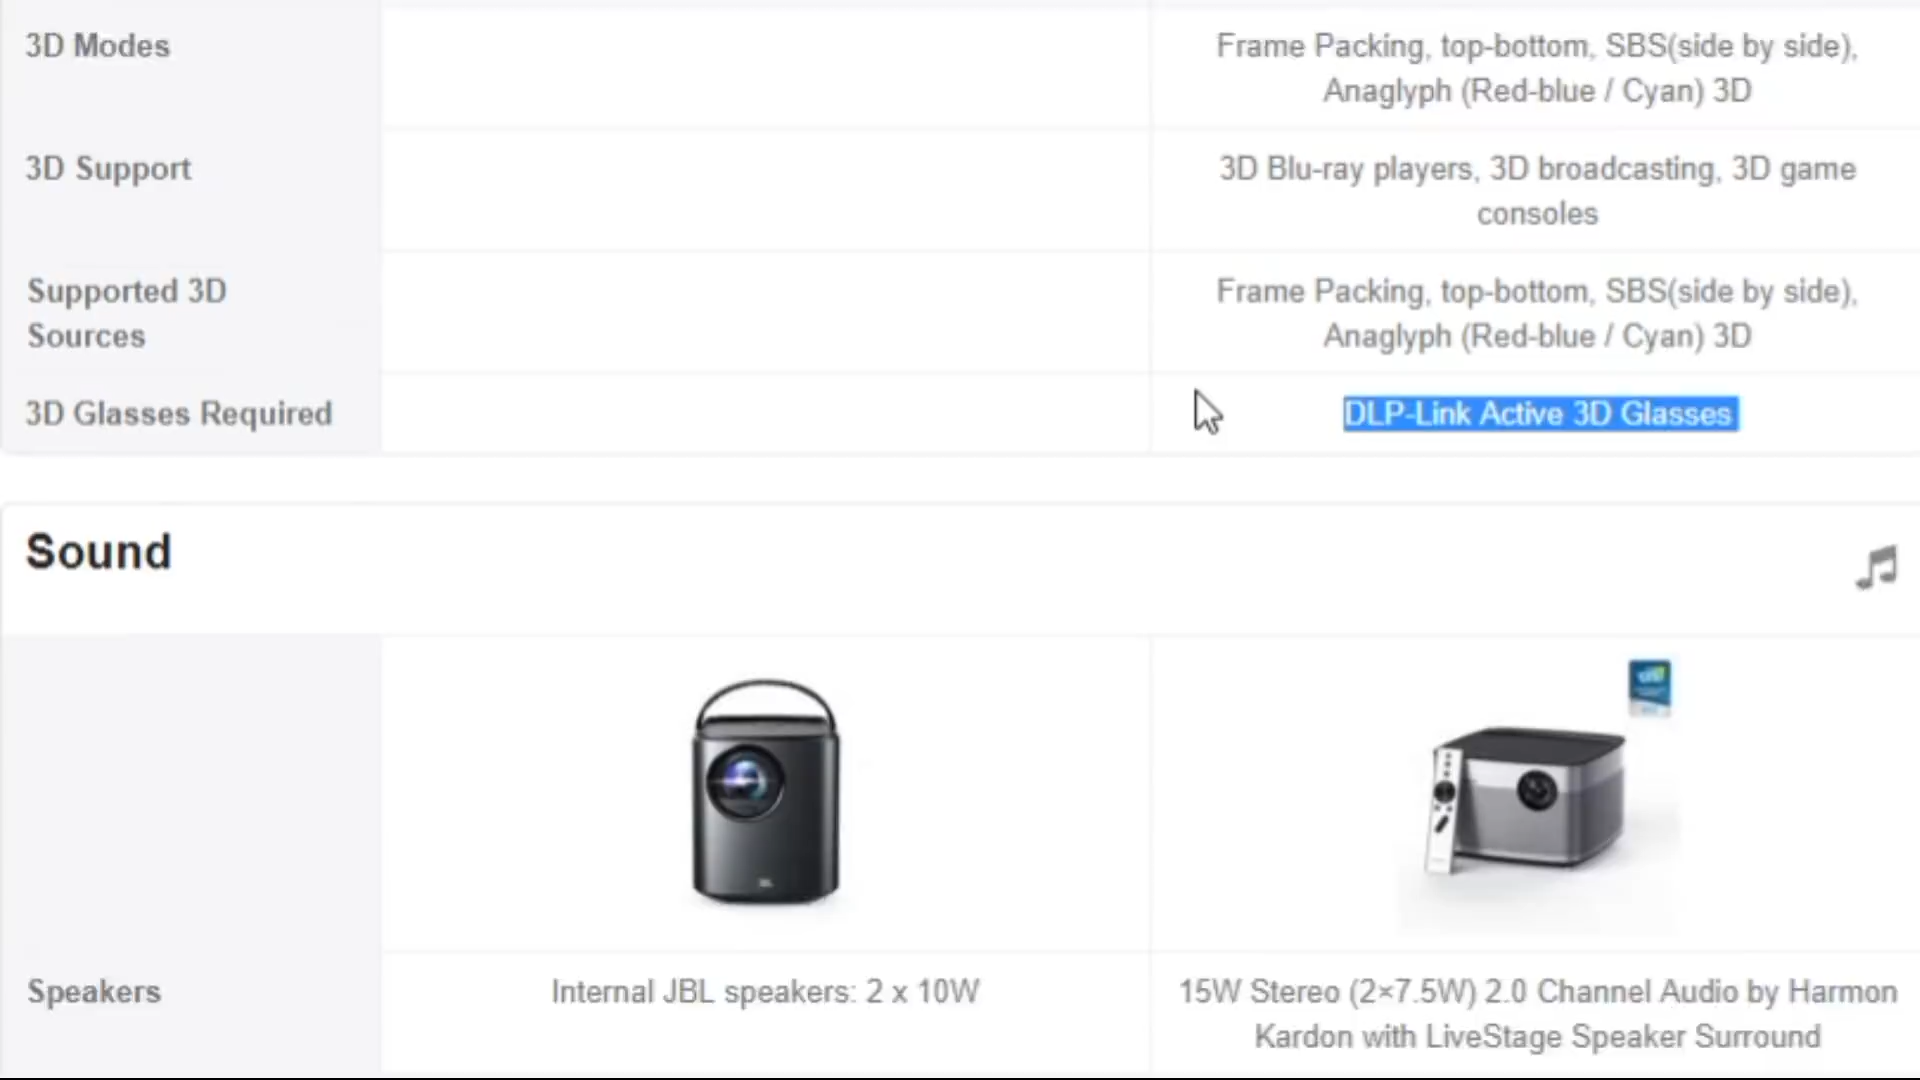 3D Modes
Frame Packing, top-bottom, SBS(side by side),
Anaglyph (Red-blue / Cyan) 3D
3D Support
3D Blu-ray players, 3D broadcasting, 3D game
consoles
Supported 3D
Sources
Frame Packing, top-bottom, SBS(side by side),
Anaglyph (Red-blue / Cyan) 3D
3D Glasses Required
DLP-Link Active 3D Glasses
Sound
Speakers
Internal JBL speakers: 2 x 10W
15W Stereo (2×7.5W) 2.0 Channel Audio by Harmon
Kardon with LiveStage Speaker Surround